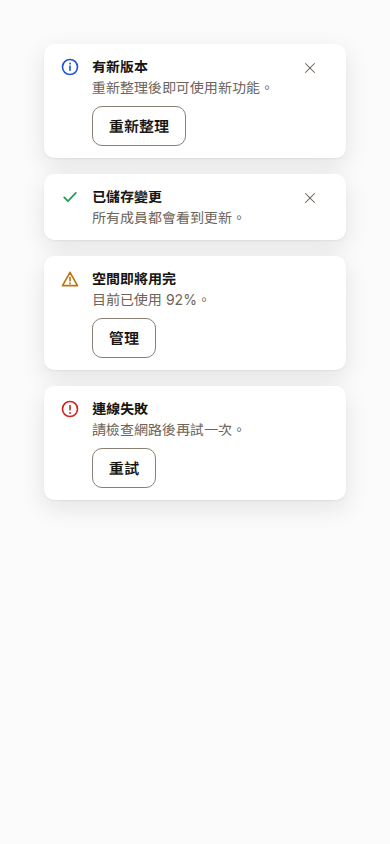 有新版本
重新整理後即可使用新功能。
重新整理
已儲存變更
所有成員都會看到更新。
空間即將用完
目前已使用 92%。
管理
連線失敗
請檢查網路後再試一次。
重試